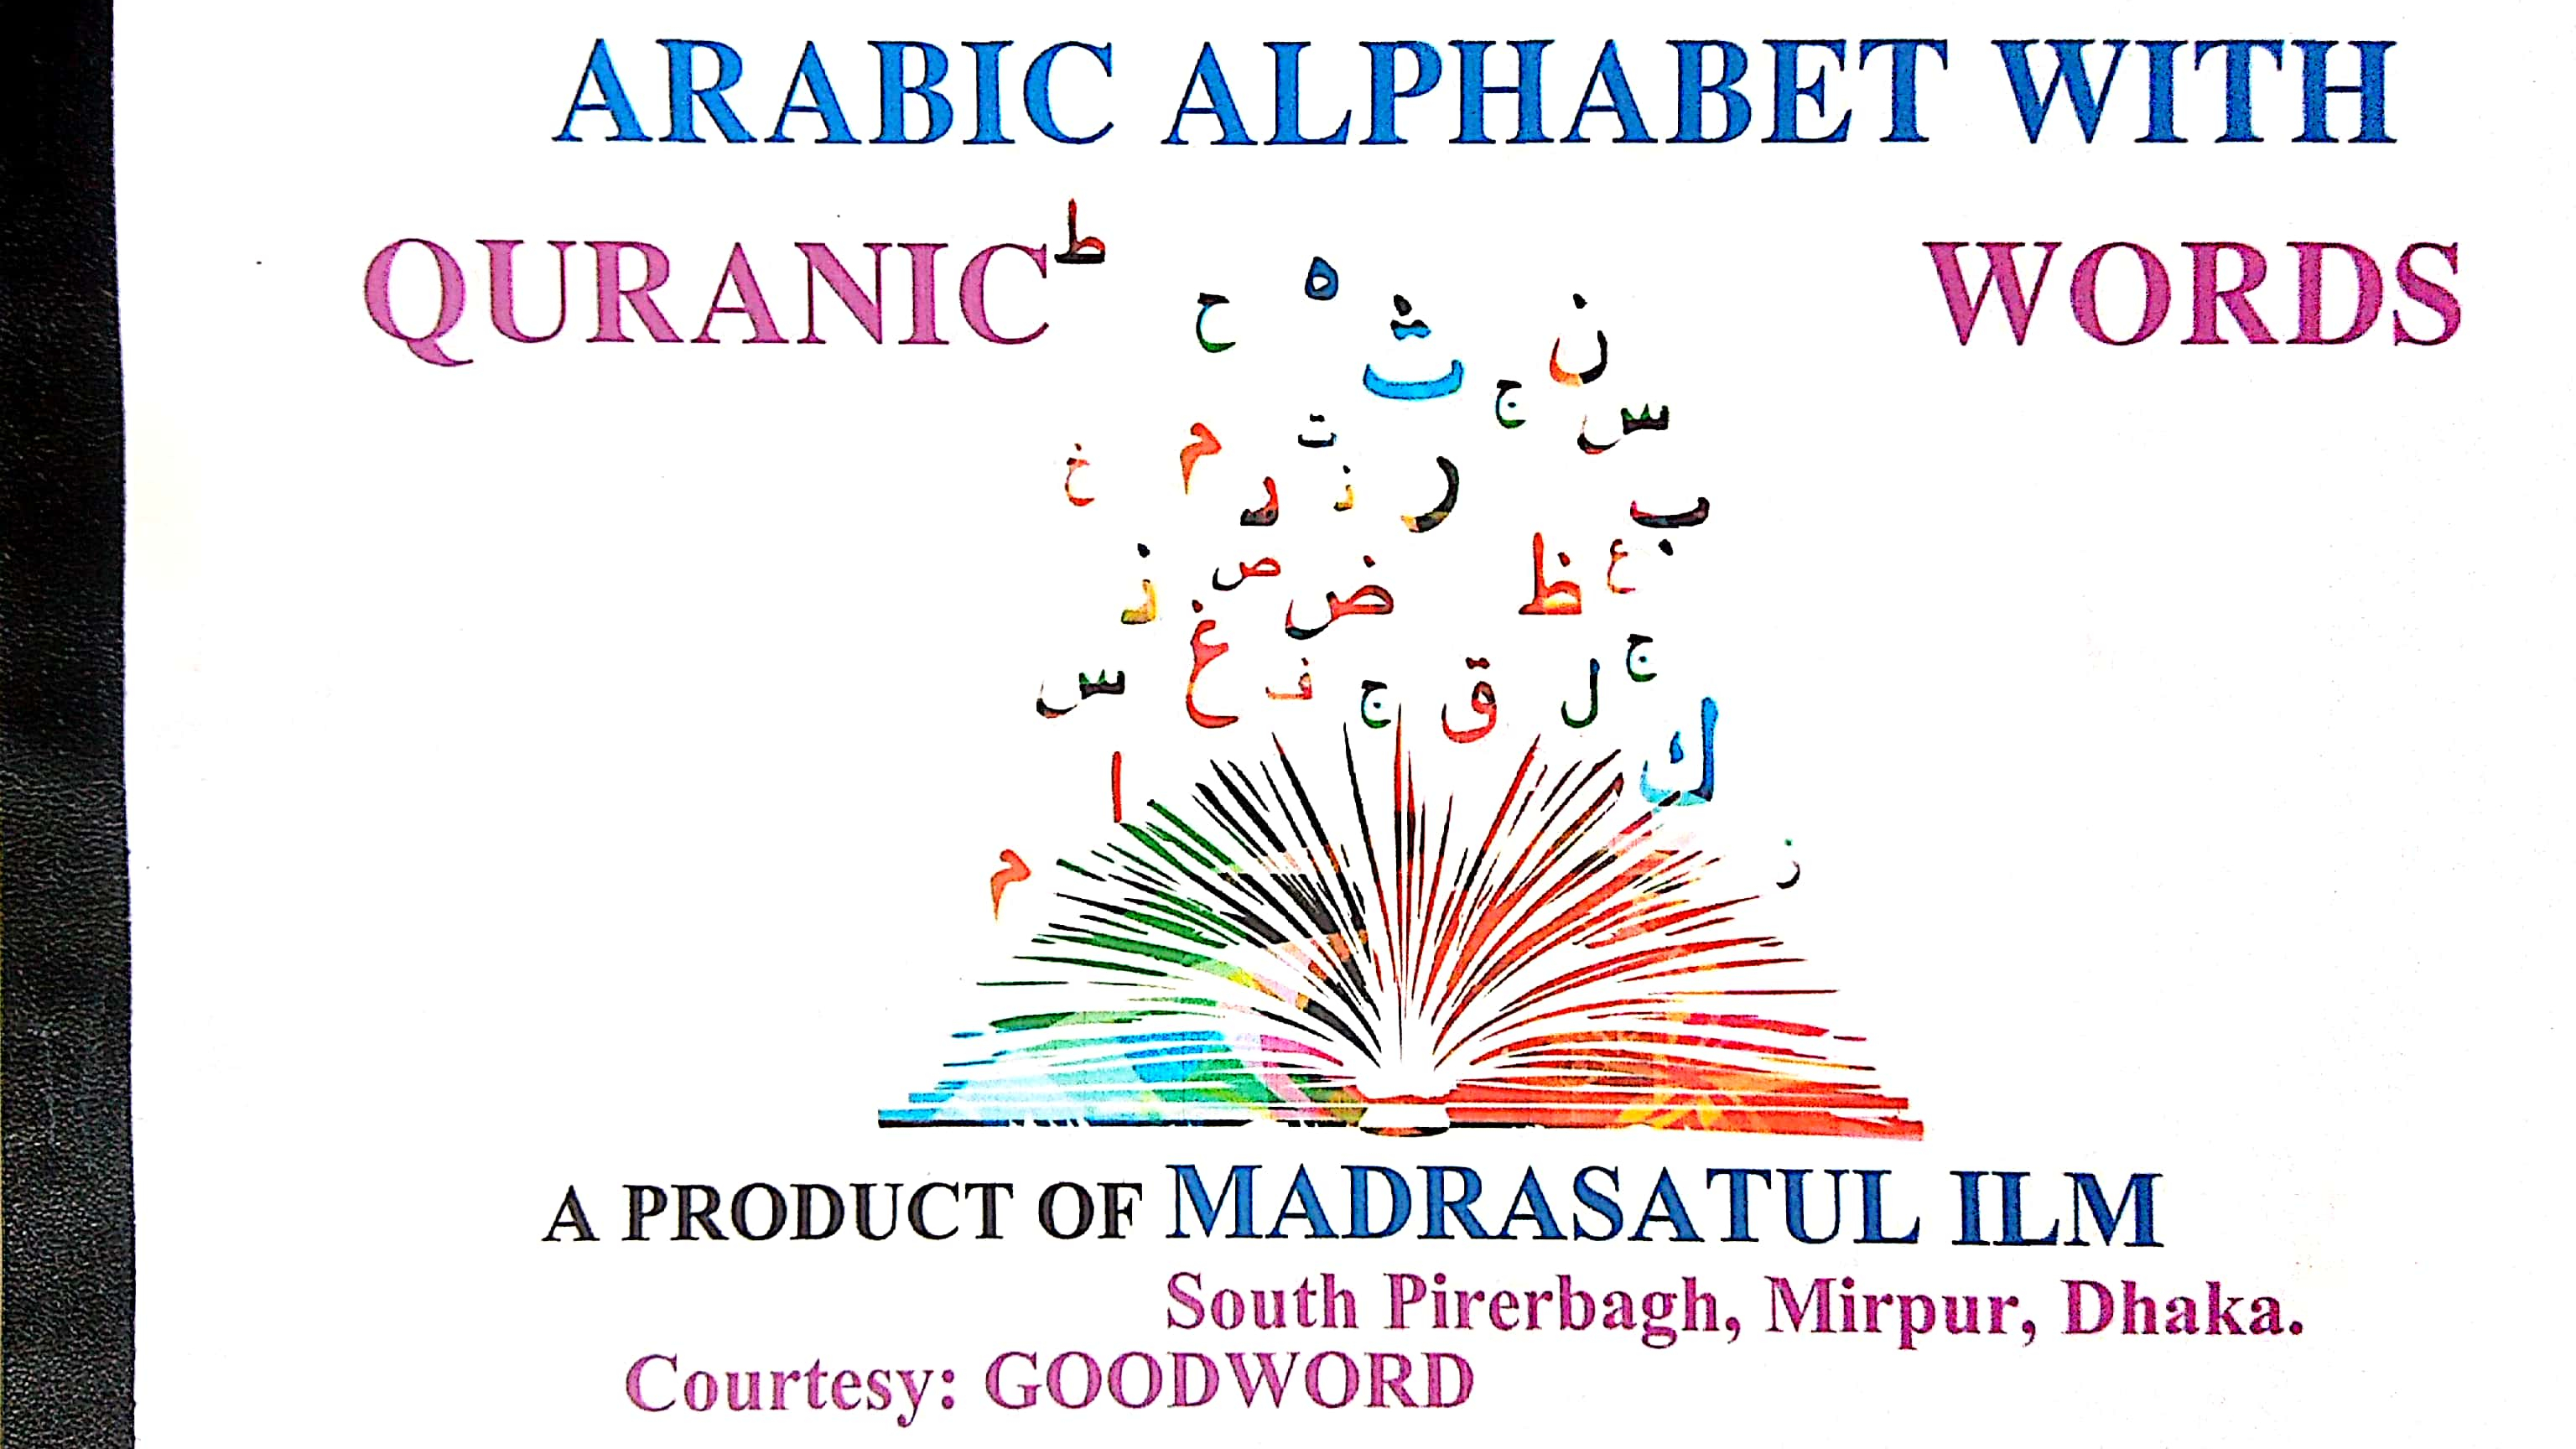 ARABIC ALPHABET WITH
QURANIC WORDS
ط
ح ه ث ن
ج س
خ م ت ر
د ذ ب
ذ ص ض ظ ع
غ ج
س ف ج ق ل
ا ك
م ز
A PRODUCT OF MADRASATUL ILM
South Pirerbagh, Mirpur, Dhaka.
Courtesy: GOODWORD